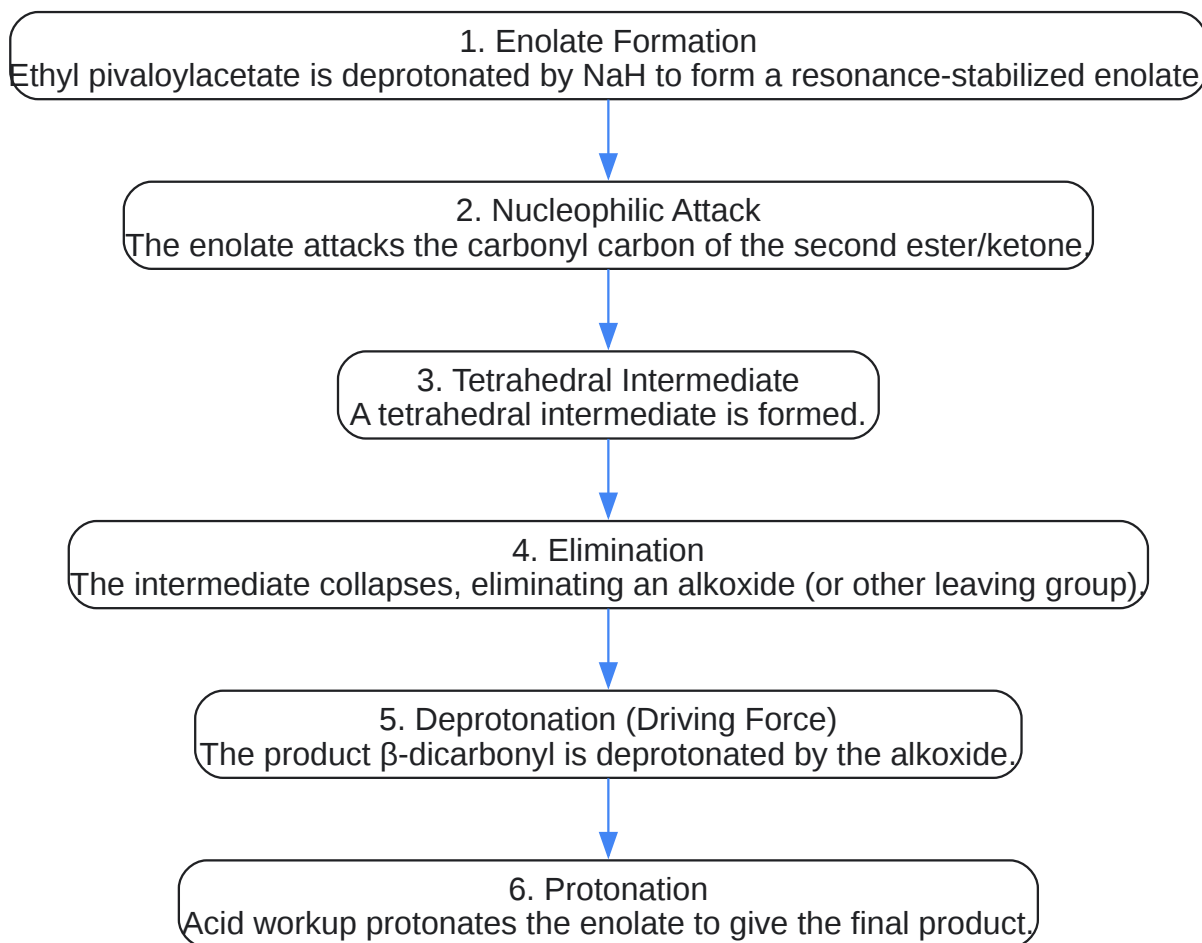 1. Enolate Formation
Ethyl pivaloylacetate is deprotonated by NaH to form a resonance-stabilized enolate.
2. Nucleophilic Attack
The enolate attacks the carbonyl carbon of the second ester/ketone.
3. Tetrahedral Intermediate
A tetrahedral intermediate is formed.
4. Elimination
The intermediate collapses, eliminating an alkoxide (or other leaving group).
5. Deprotonation (Driving Force)
The product β-dicarbonyl is deprotonated by the alkoxide.
6. Protonation
Acid workup protonates the enolate to give the final product.